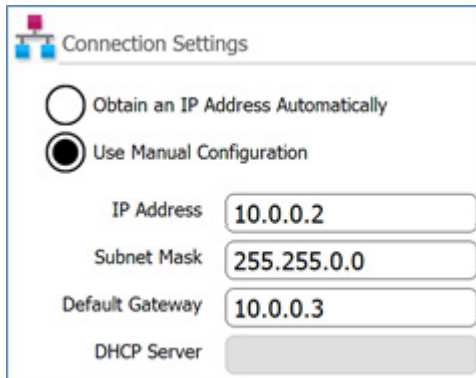 Connection Settings
Obtain an IP Address Automatically
Use Manual Configuration
IP Address 10.0.0.2
Subnet Mask 255.255.0.0
Default Gateway 10.0.0.3
DHCP Server